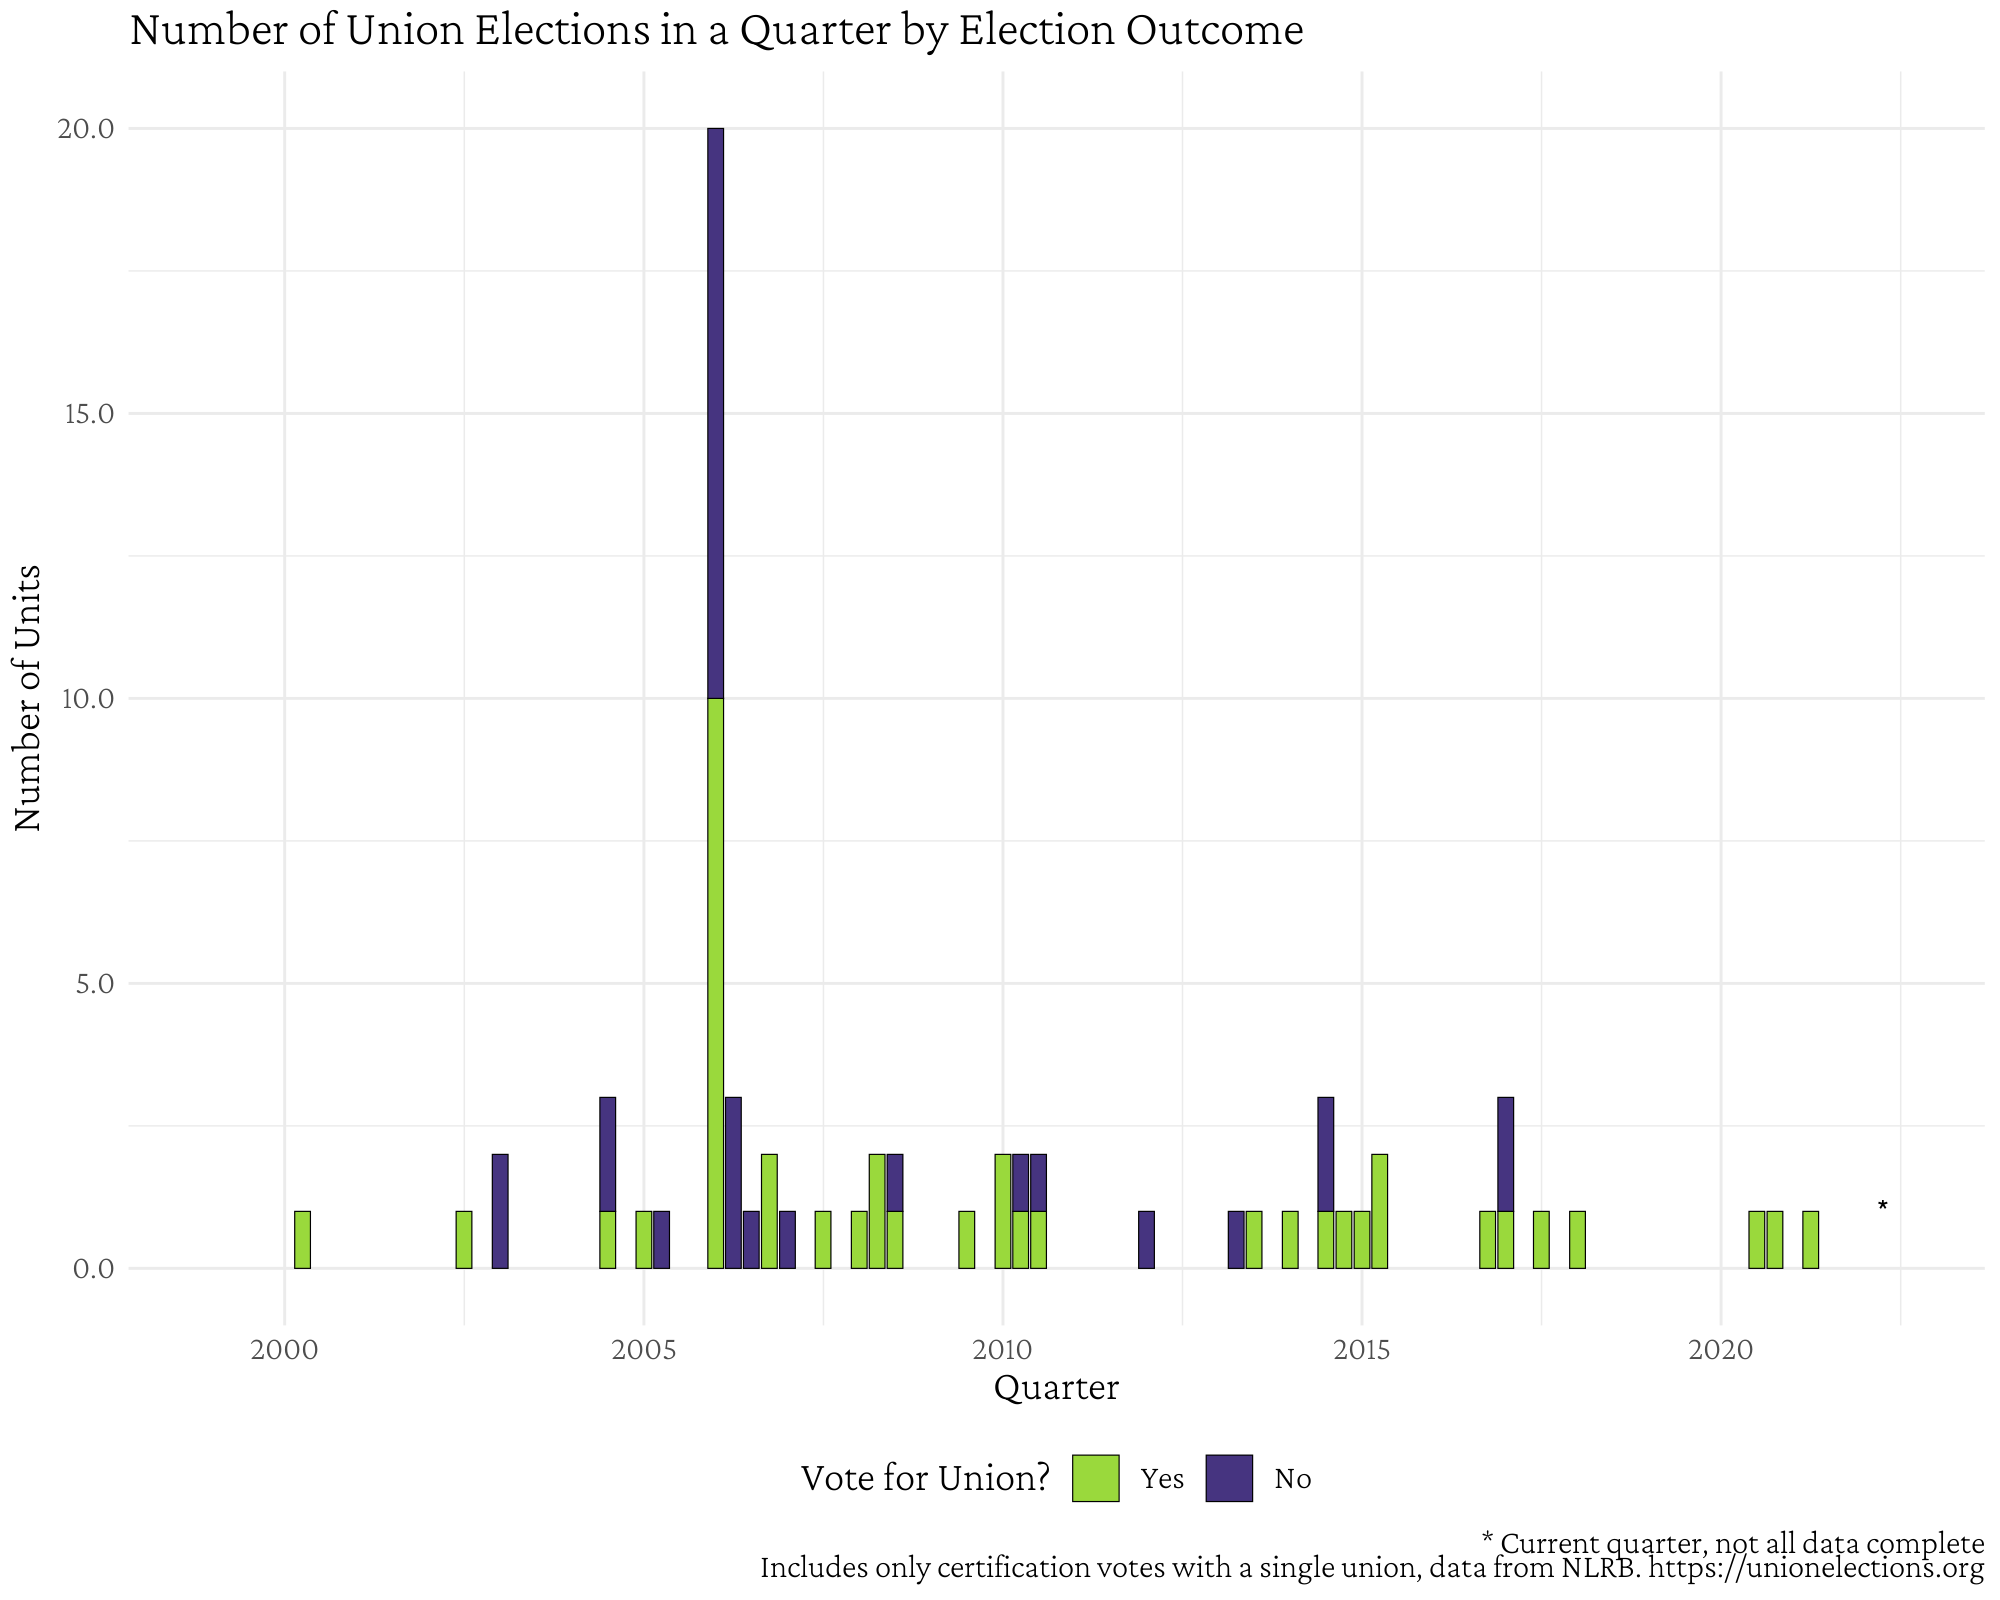 Number of Union Elections in a Quarter by Election Outcome
Number of Units
20.0
15.0
10.0
5.0
0.0
*
2000 2005 2010 2015 2020
Quarter
Vote for Union? Yes No
* Current quarter, not all data complete
Includes only certification votes with a single union, data from NLRB. https://unionelections.org